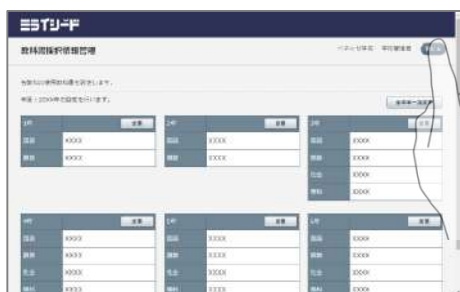 ミライシード
教科書採択情報管理
各教科の使用教科書を設定します。
年度：20XX年の設定を行います。
1年 変更
国語 XXXX
算数 XXXX
2年 変更
国語 XXXX
算数 XXXX
3年 変更
国語 XXXX
算数 XXXX
社会 XXXX
理科 XXXX
4年 変更
国語 XXXX
算数 XXXX
社会 XXXX
理科 XXXX
5年 変更
国語 XXXX
算数 XXXX
社会 XXXX
理科 XXXX
6年 変更
国語 XXXX
算数 XXXX
社会 XXXX
理科 XXXX